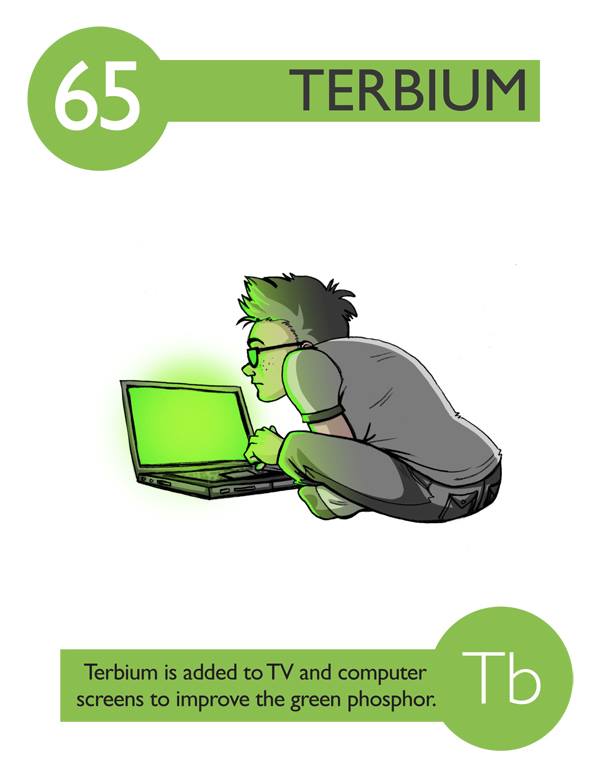 65
TERBIUM
Terbium is added to TV and computer
screens to improve the green phosphor.
Tb